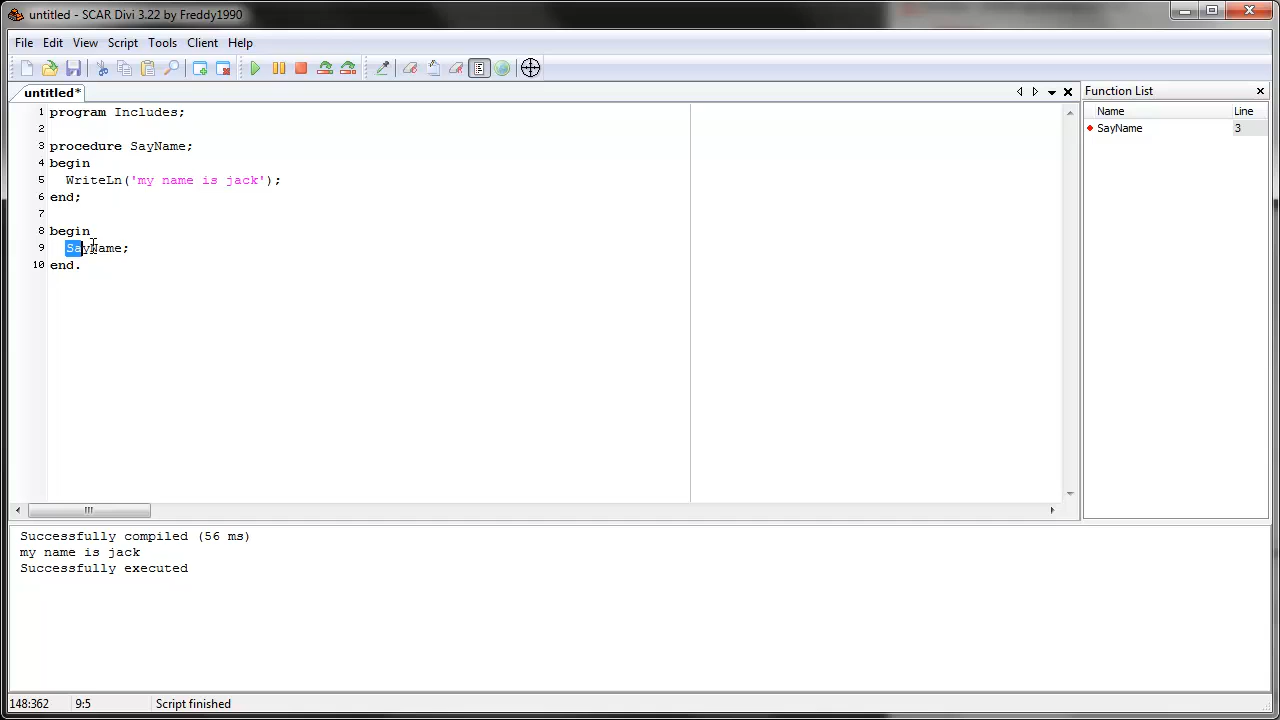 untitled - SCAR Divi 3.22 by Freddy1990
File Edit View Script Tools Client Help
untitled*
Function List
Name Line
SayName 3
1 program Includes;
2
3 procedure SayName;
4 begin
5 WriteLn('my name is jack');
6 end;
7
8 begin
9 SayName;
10 end.
Successfully compiled (56 ms)
my name is jack
Successfully executed
148:362 9:5 Script finished